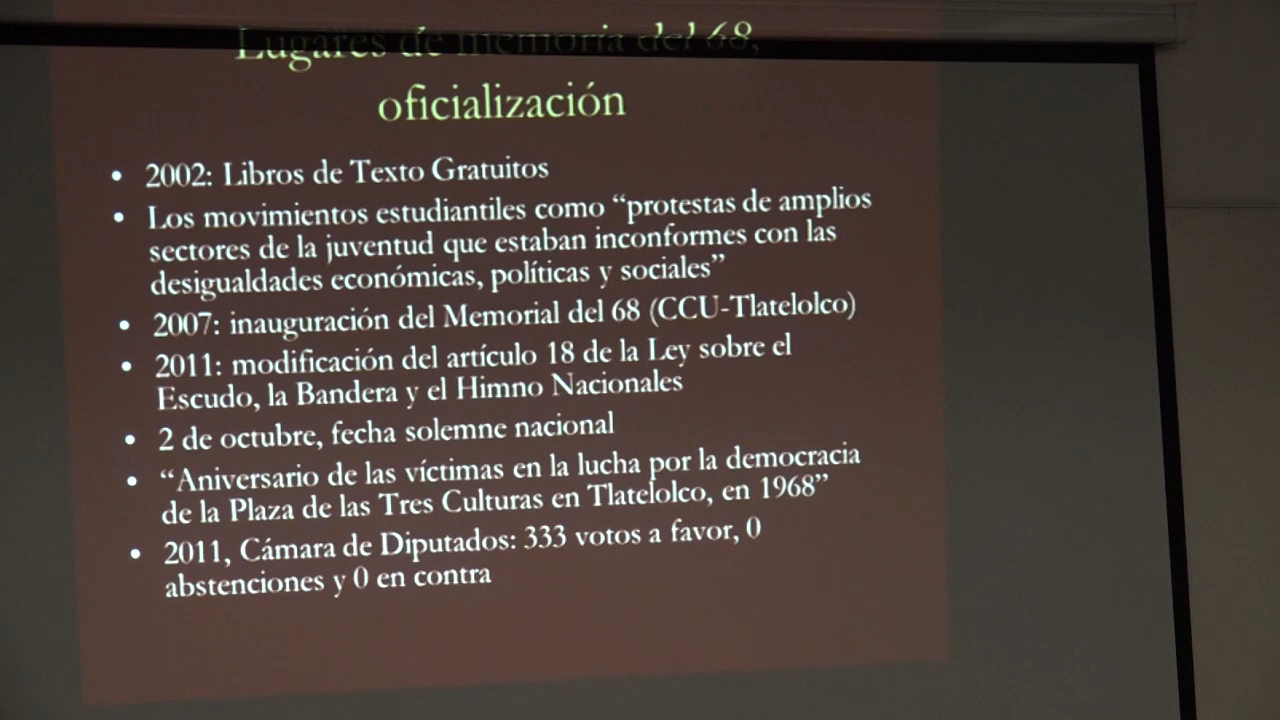 Lugares de memoria del 68,
oficialización
• 2002: Libros de Texto Gratuitos
• Los movimientos estudiantiles como “protestas de amplios
sectores de la juventud que estaban inconformes con las
desigualdades económicas, políticas y sociales”
• 2007: inauguración del Memorial del 68 (CCU-Tlatelolco)
• 2011: modificación del artículo 18 de la Ley sobre el
Escudo, la Bandera y el Himno Nacionales
• 2 de octubre, fecha solemne nacional
• “Aniversario de las víctimas en la lucha por la democracia
de la Plaza de las Tres Culturas en Tlatelolco, en 1968”
• 2011, Cámara de Diputados: 333 votos a favor, 0
abstenciones y 0 en contra